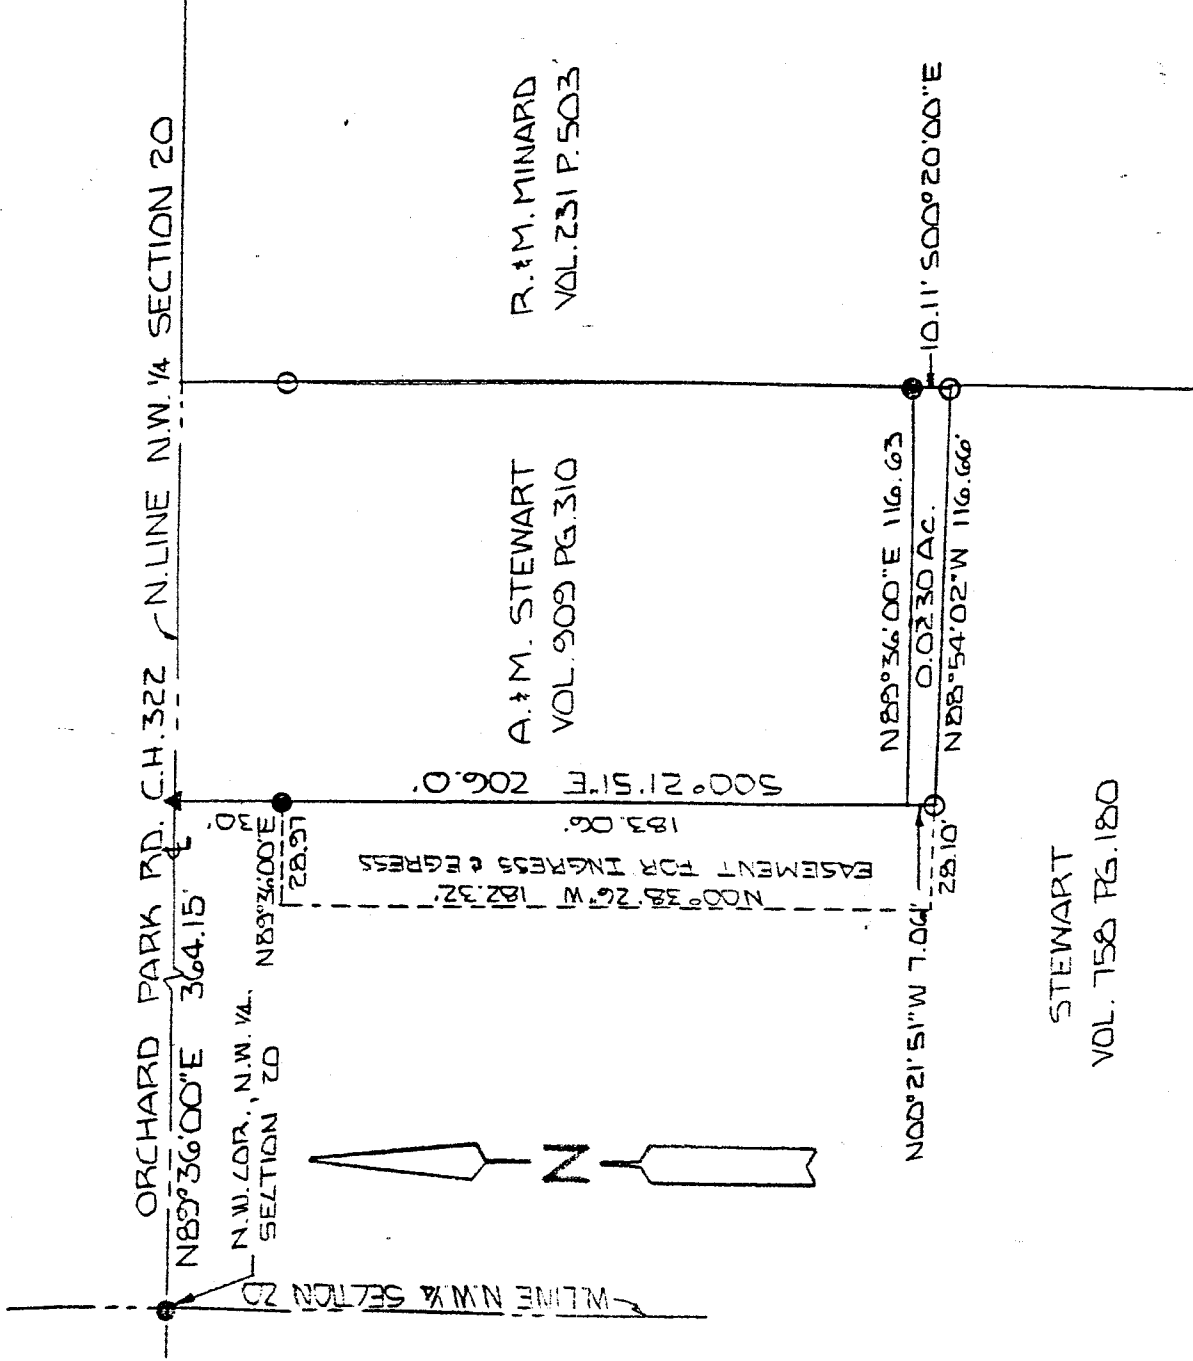 ORCHARD PARK RD. C.H. 322
N. LINE N.W. 1/4 SECTION 20
N89°36'00"E 364.15'
N.W. COR., N.W. 1/4,
SECTION 20
W. LINE N.W. 1/4 SECTION 20
30'
N89°36'00"E
28.97
S00°21'51"E 206.0'
183.06'
EASEMENT FOR INGRESS & EGRESS
N00°38'26"W 182.32'
A. & M. STEWART
VOL. 909 PG. 310
R. & M. MINARD
VOL. 231 P. 503
N89°36'00"E 116.63
0.0230 AC.
N88°54'02"W 116.66'
10.11' S00°20'00"E
28.10'
N00°21'51"W 7.06'
N
STEWART
VOL. 758 PG. 180